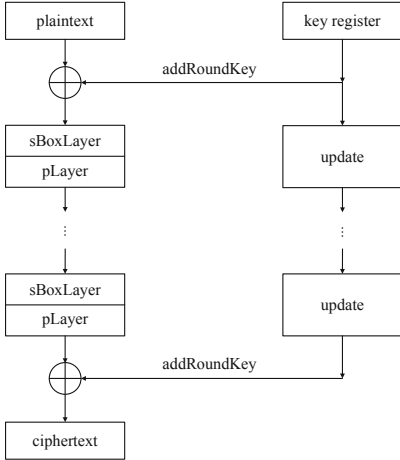 plaintext
key register
addRoundKey
sBoxLayer
pLayer
update
⋮
⋮
sBoxLayer
pLayer
update
addRoundKey
ciphertext